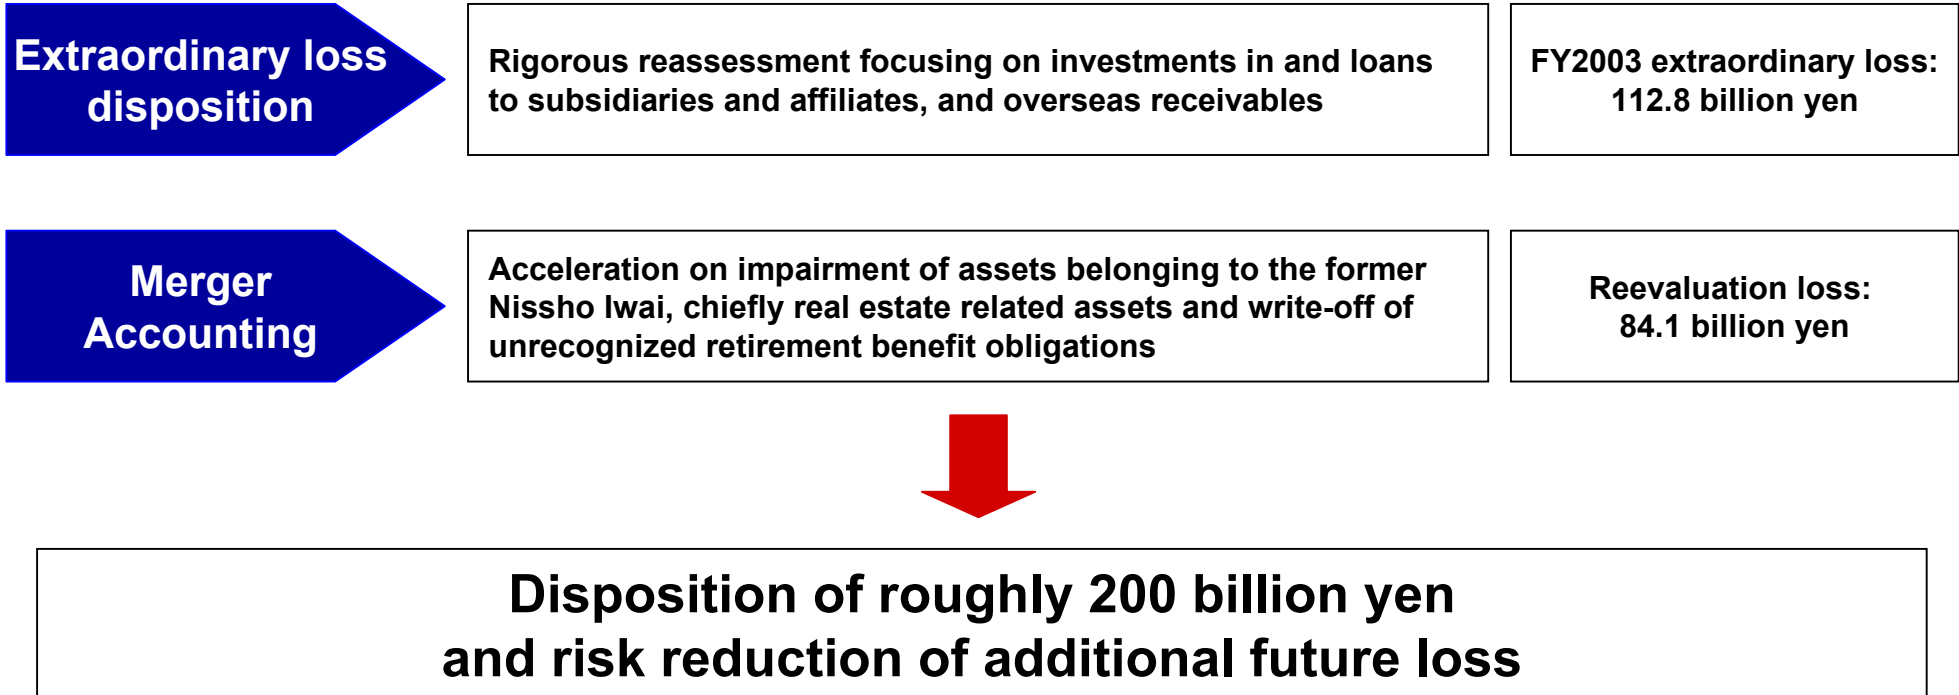 Extraordinary loss
disposition
Rigorous reassessment focusing on investments in and loans
to subsidiaries and affiliates, and overseas receivables
FY2003 extraordinary loss:
112.8 billion yen
Merger
Accounting
Acceleration on impairment of assets belonging to the former
Nissho Iwai, chiefly real estate related assets and write-off of
unrecognized retirement benefit obligations
Reevaluation loss:
84.1 billion yen
Disposition of roughly 200 billion yen
and risk reduction of additional future loss